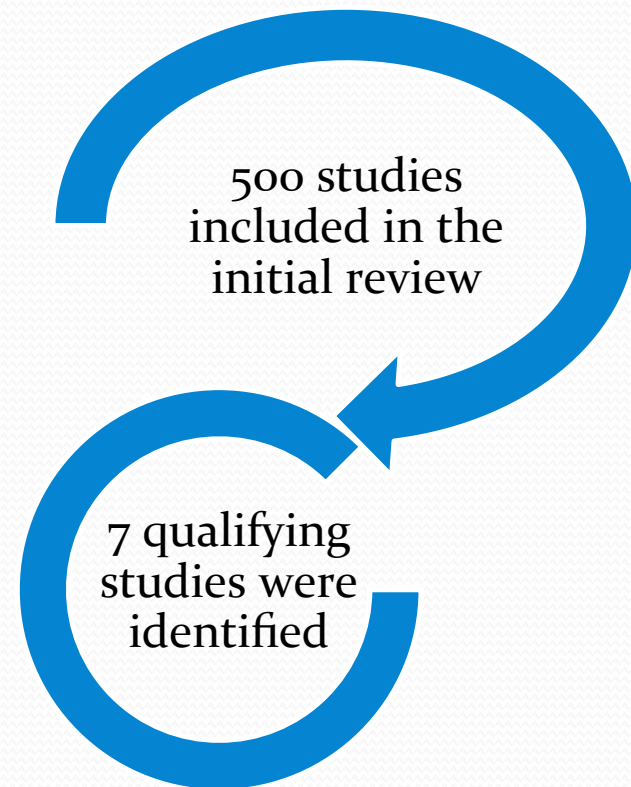 500 studies
included in the
initial review
7 qualifying
studies were
identified